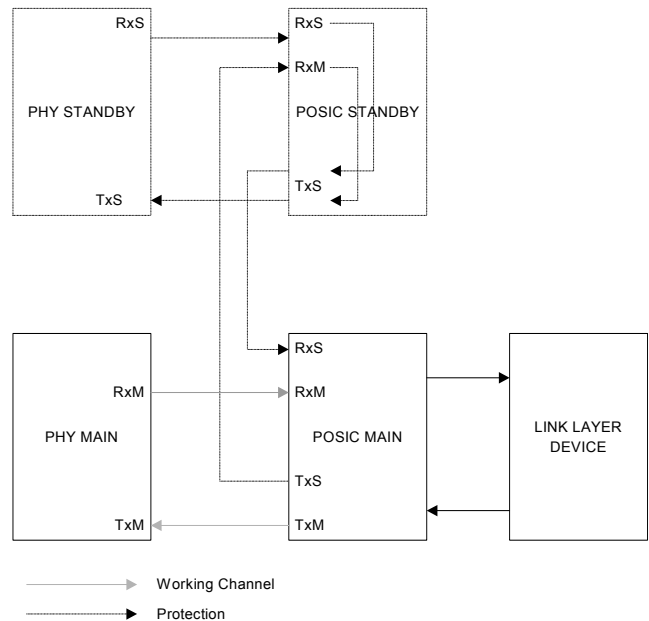 RxS
RxS
RxM
PHY STANDBY
POSIC STANDBY
TxS
TxS
RxS
RxM
RxM
PHY MAIN
POSIC MAIN
LINK LAYER
DEVICE
TxS
TxM
TxM
Working Channel
Protection